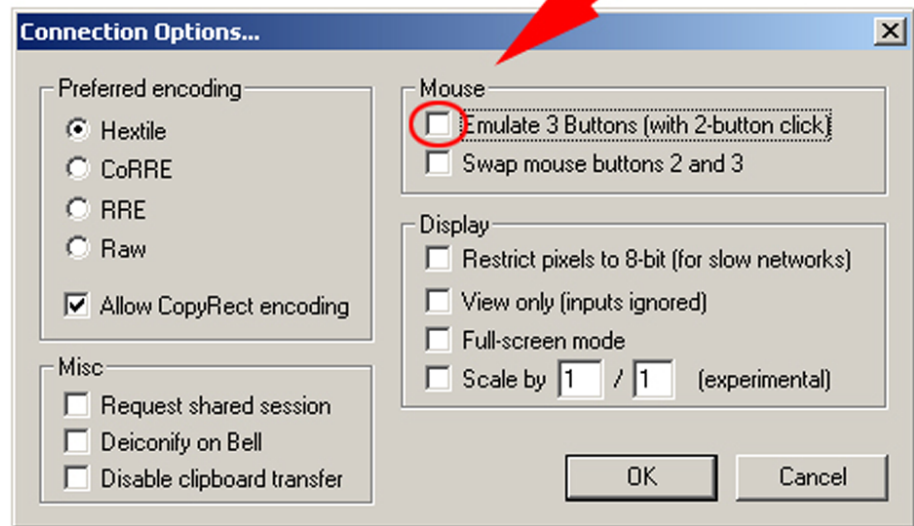 Connection Options...
Preferred encoding
Hextile
CoRRE
RRE
Raw
Allow CopyRect encoding
Misc
Request shared session
Deiconify on Bell
Disable clipboard transfer
Mouse
Emulate 3 Buttons (with 2-button click)
Swap mouse buttons 2 and 3
Display
Restrict pixels to 8-bit (for slow networks)
View only (inputs ignored)
Full-screen mode
Scale by 1 / 1 (experimental)
OK Cancel